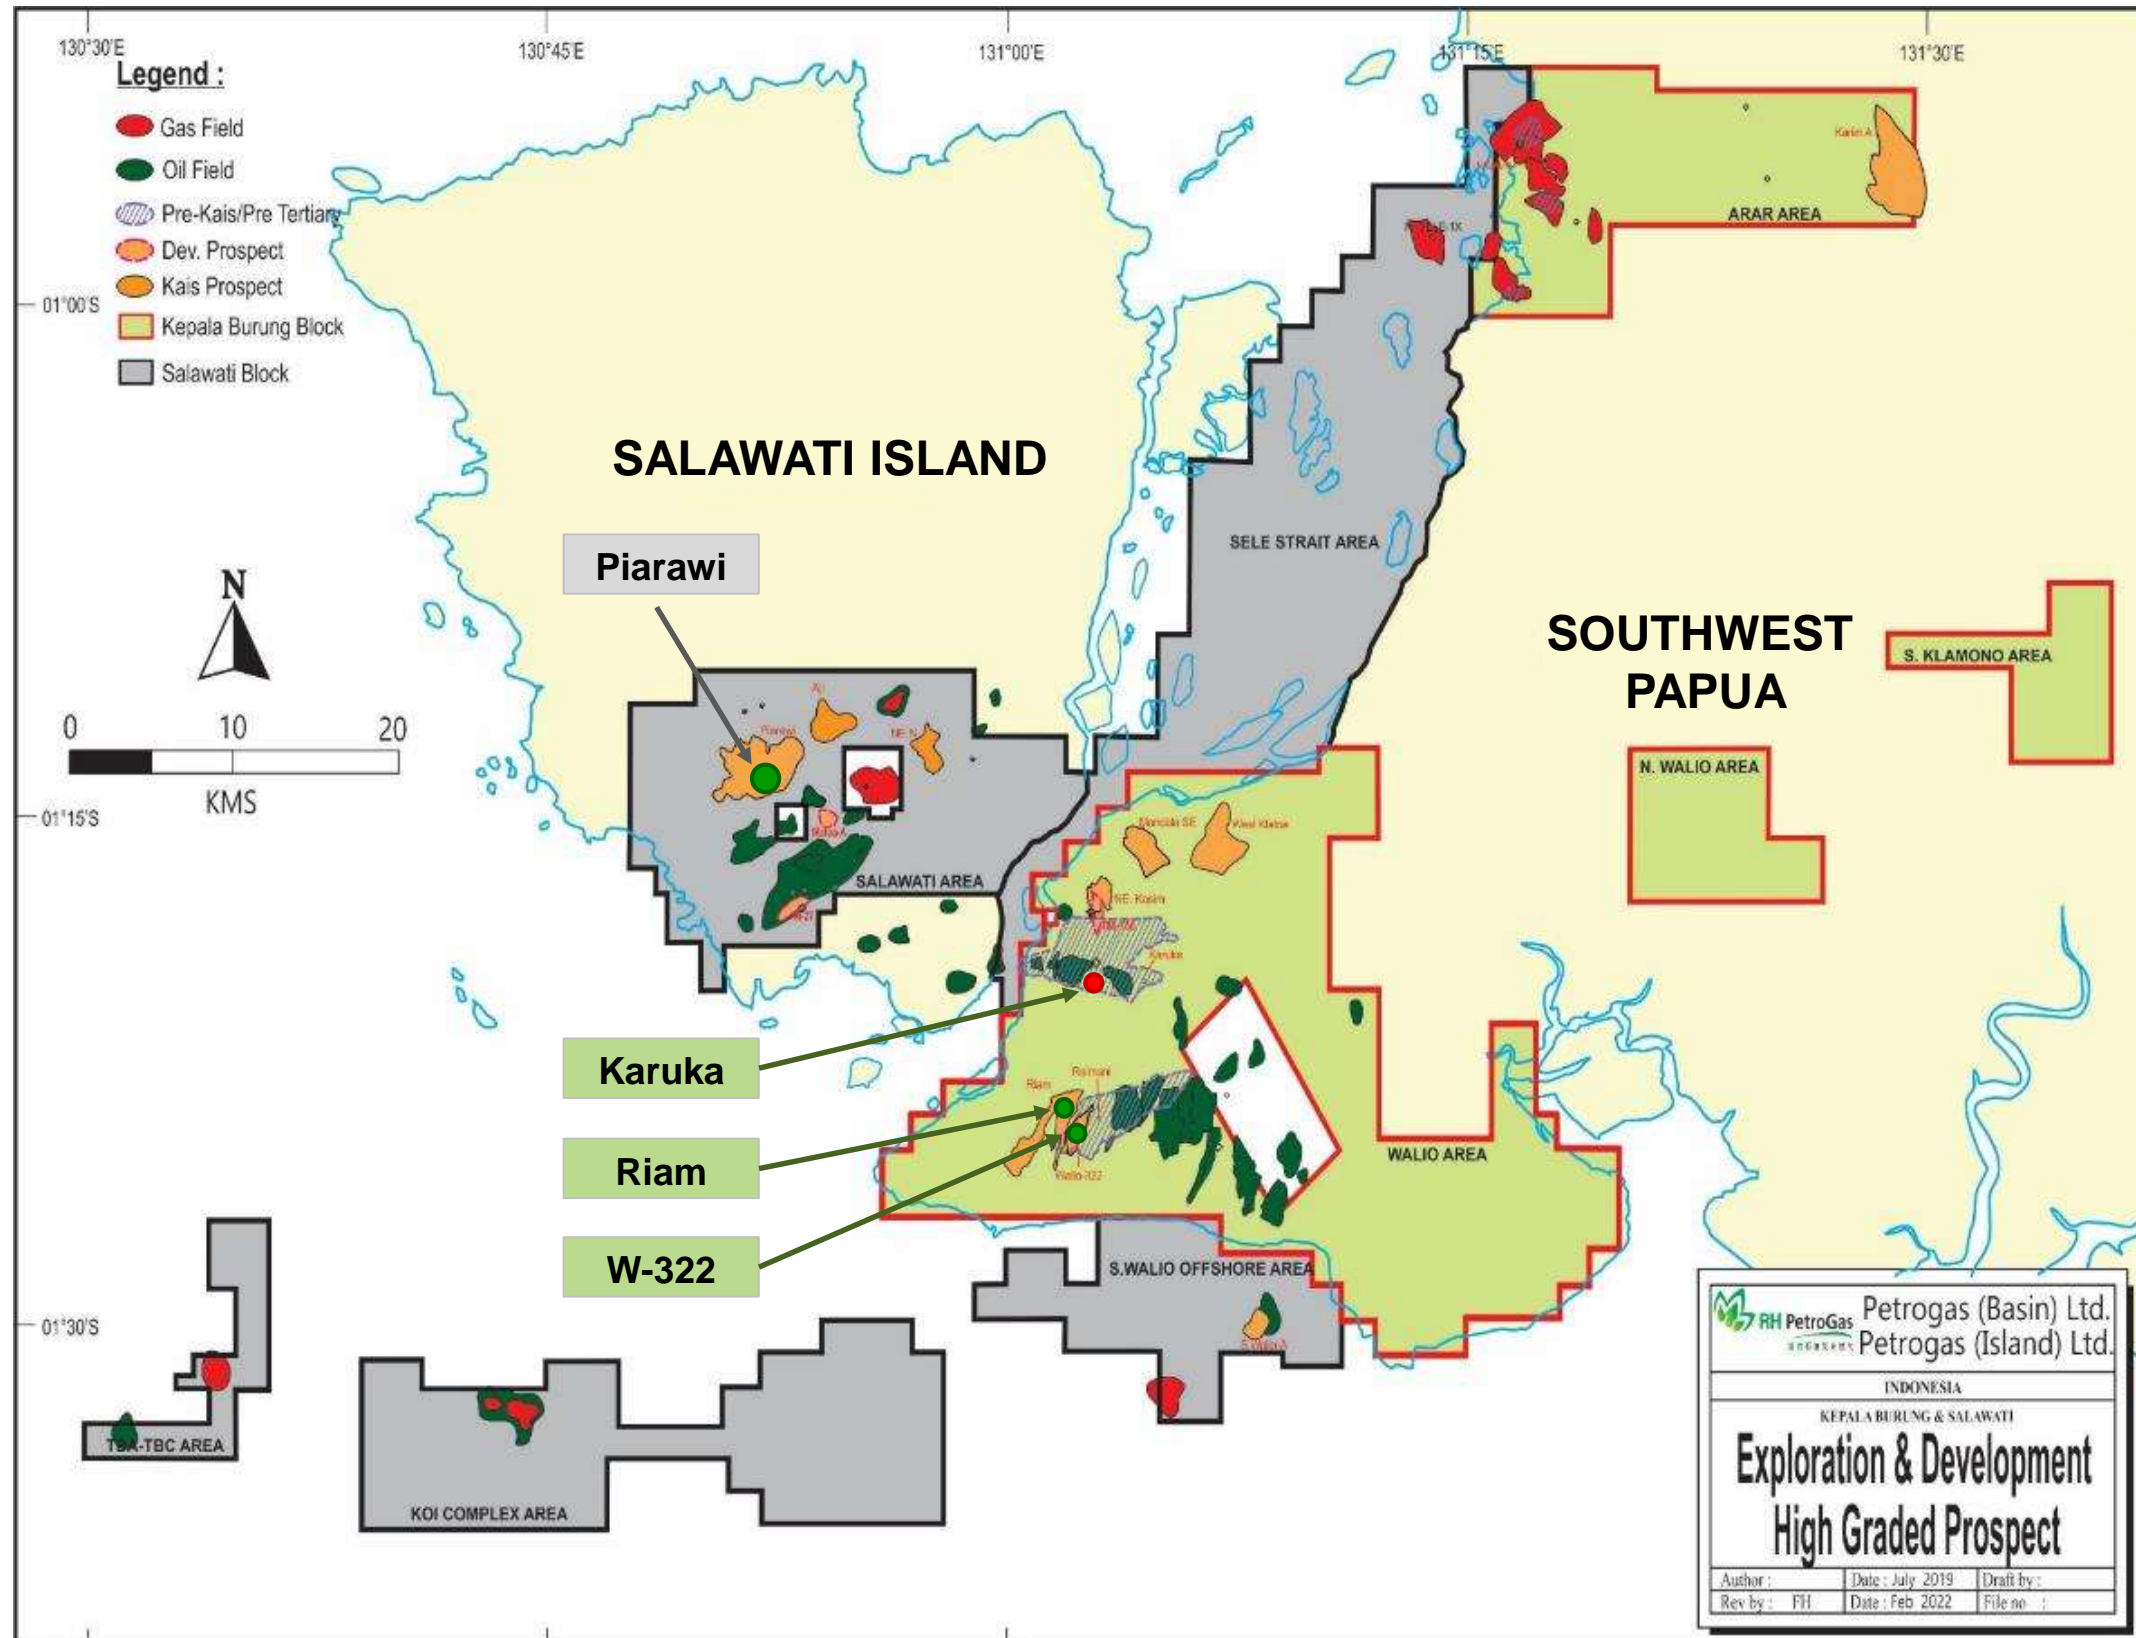 130°30'E
130°45'E
131°00'E
131°15'E
131°30'E
Legend :
Gas Field
Oil Field
Pre-Kais/Pre Tertiary
Dev. Prospect
Kais Prospect
Kepala Burung Block
Salawati Block
01°00'S
01°15'S
01°30'S
N
0 10 20
KMS
SALAWATI ISLAND
SOUTHWEST
PAPUA
ARAR AREA
SELE STRAIT AREA
S. KLAMONO AREA
N. WALIO AREA
SALAWATI AREA
WALIO AREA
S.WALIO OFFSHORE AREA
TBA-TBC AREA
KOI COMPLEX AREA
Piarawi
Karuka
Riam
W-322
Piarawi
NE. Kasim
Karuka
Riam
Walio-322
RH PetroGas
Petrogas (Basin) Ltd.
Petrogas (Island) Ltd.
INDONESIA
KEPALA BURUNG & SALAWATI
Exploration & Development
High Graded Prospect
Author :
Date : July 2019
Draft by :
Rev by : FH
Date : Feb 2022
File no :